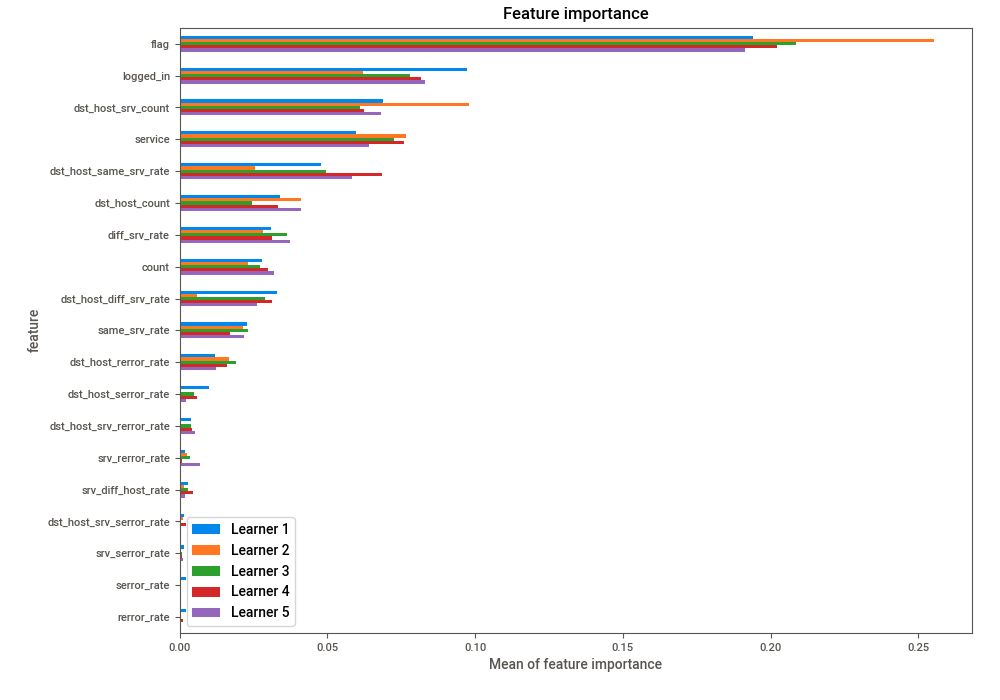 Feature importance
flag
logged_in
dst_host_srv_count
service
dst_host_same_srv_rate
dst_host_count
diff_srv_rate
count
dst_host_diff_srv_rate
same_srv_rate
dst_host_rerror_rate
dst_host_serror_rate
dst_host_srv_rerror_rate
srv_rerror_rate
srv_diff_host_rate
dst_host_srv_serror_rate
srv_serror_rate
serror_rate
rerror_rate
feature
Learner 1
Learner 2
Learner 3
Learner 4
Learner 5
0.00 0.05 0.10 0.15 0.20 0.25
Mean of feature importance